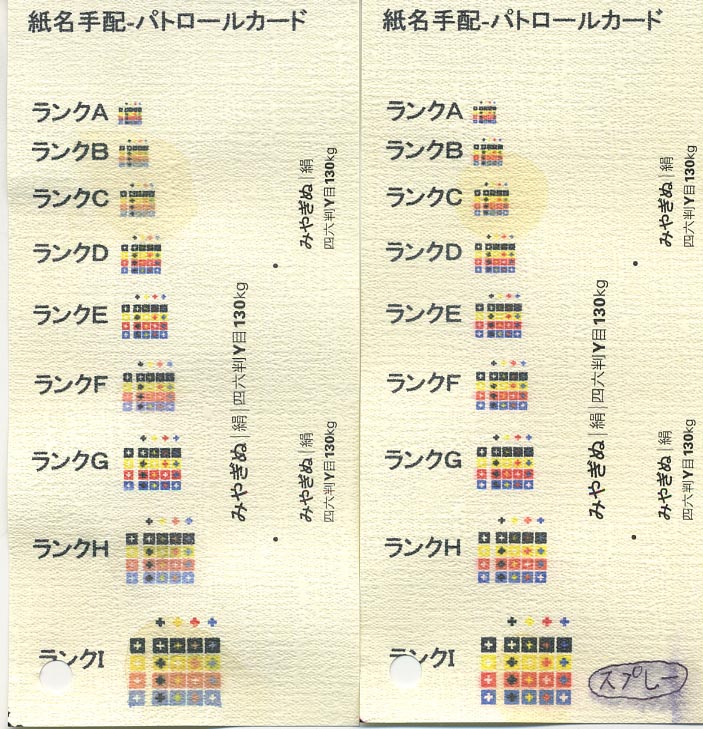 紙名手配-パトロールカード
ランクA
ランクB
ランクC
ランクD
ランクE
ランクF
ランクG
ランクH
ランクI
みやぎぬ|絹
四六判Y目130kg
みやぎぬ|絹|四六判Y目130kg
みやぎぬ|絹
四六判Y目130kg
紙名手配-パトロールカード
ランクA
ランクB
ランクC
ランクD
ランクE
ランクF
ランクG
ランクH
ランクI
みやぎぬ|絹
四六判Y目130kg
みやぎぬ|絹|四六判Y目130kg
みやぎぬ|絹
四六判Y目130kg
スプレー